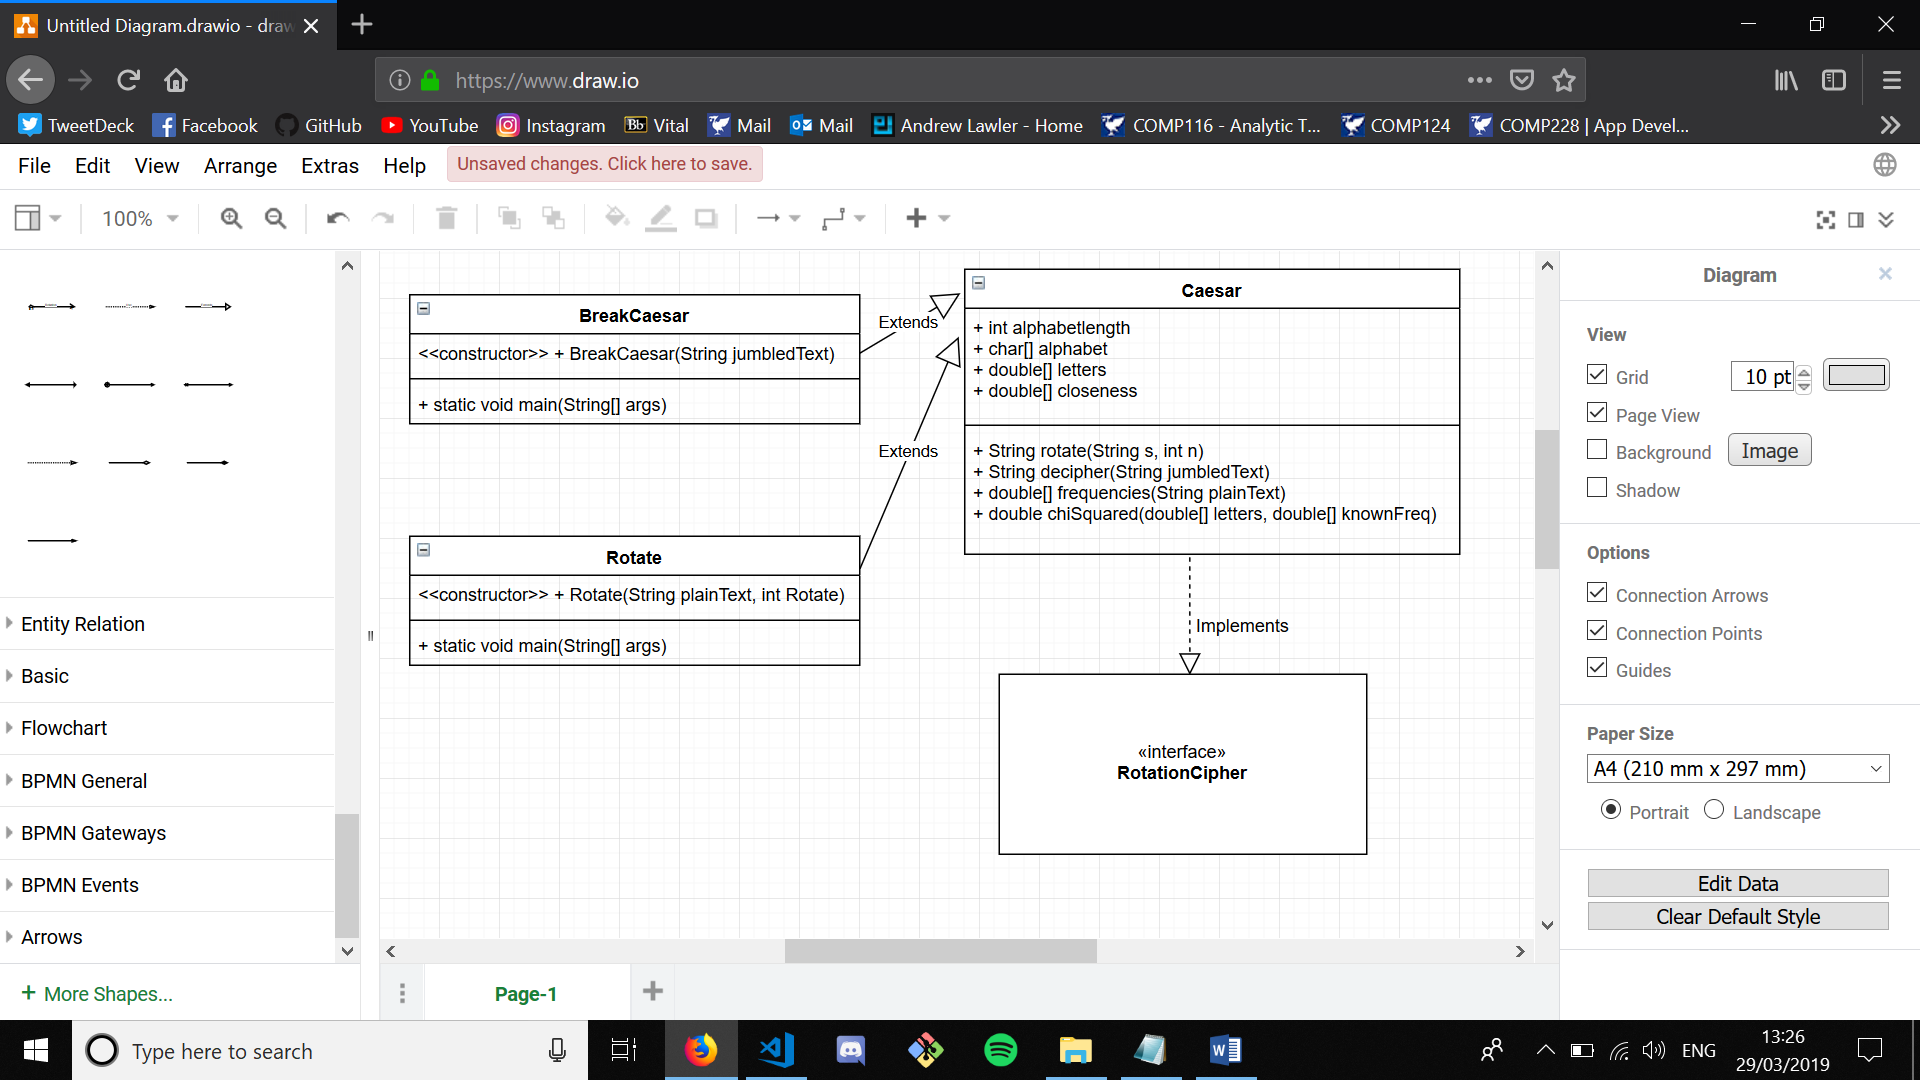 Untitled Diagram.drawio - draw
https://www.draw.io
TweetDeck Facebook GitHub YouTube Instagram Bb Vital Mail Mail Andrew Lawler - Home COMP116 - Analytic T... COMP124 COMP228 | App Devel...
File Edit View Arrange Extras Help Unsaved changes. Click here to save.
100%
Entity Relation
Basic
Flowchart
BPMN General
BPMN Gateways
BPMN Events
Arrows
+ More Shapes...
BreakCaesar
<<constructor>> + BreakCaesar(String jumbledText)
+ static void main(String[] args)
Extends
Extends
Rotate
<<constructor>> + Rotate(String plainText, int Rotate)
+ static void main(String[] args)
Caesar
+ int alphabetlength
+ char[] alphabet
+ double[] letters
+ double[] closeness
+ String rotate(String s, int n)
+ String decipher(String jumbledText)
+ double[] frequencies(String plainText)
+ double chiSquared(double[] letters, double[] knownFreq)
Implements
«interface»
RotationCipher
Page-1
Diagram
View
Grid 10 pt
Page View
Background Image
Shadow
Options
Connection Arrows
Connection Points
Guides
Paper Size
A4 (210 mm x 297 mm)
Portrait Landscape
Edit Data
Clear Default Style
Type here to search
ENG
13:26
29/03/2019